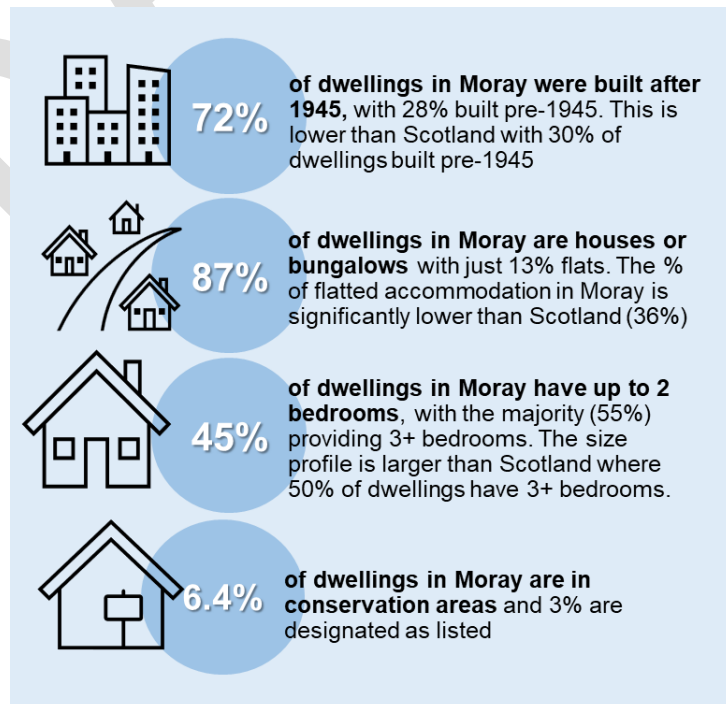 72%
of dwellings in Moray were built after
1945, with 28% built pre-1945. This is
lower than Scotland with 30% of
dwellings built pre-1945
87%
of dwellings in Moray are houses or
bungalows with just 13% flats. The %
of flatted accommodation in Moray is
significantly lower than Scotland (36%)
45%
of dwellings in Moray have up to 2
bedrooms, with the majority (55%)
providing 3+ bedrooms. The size
profile is larger than Scotland where
50% of dwellings have 3+ bedrooms.
6.4%
of dwellings in Moray are in
conservation areas and 3% are
designated as listed